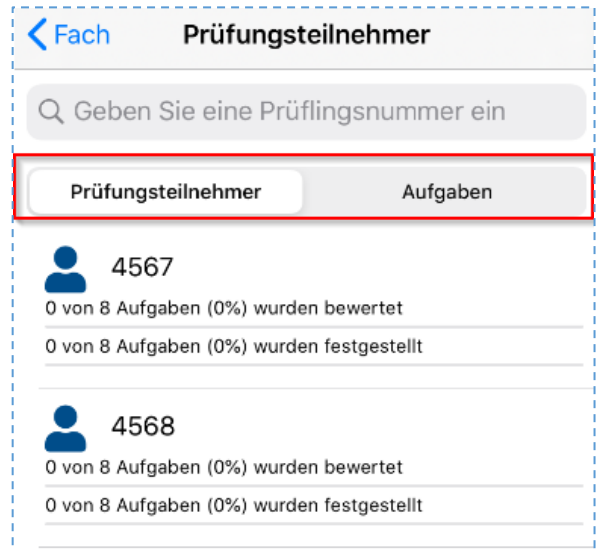 Fach Prüfungsteilnehmer
Geben Sie eine Prüflingsnummer ein
Prüfungsteilnehmer Aufgaben
4567
0 von 8 Aufgaben (0%) wurden bewertet
0 von 8 Aufgaben (0%) wurden festgestellt
4568
0 von 8 Aufgaben (0%) wurden bewertet
0 von 8 Aufgaben (0%) wurden festgestellt